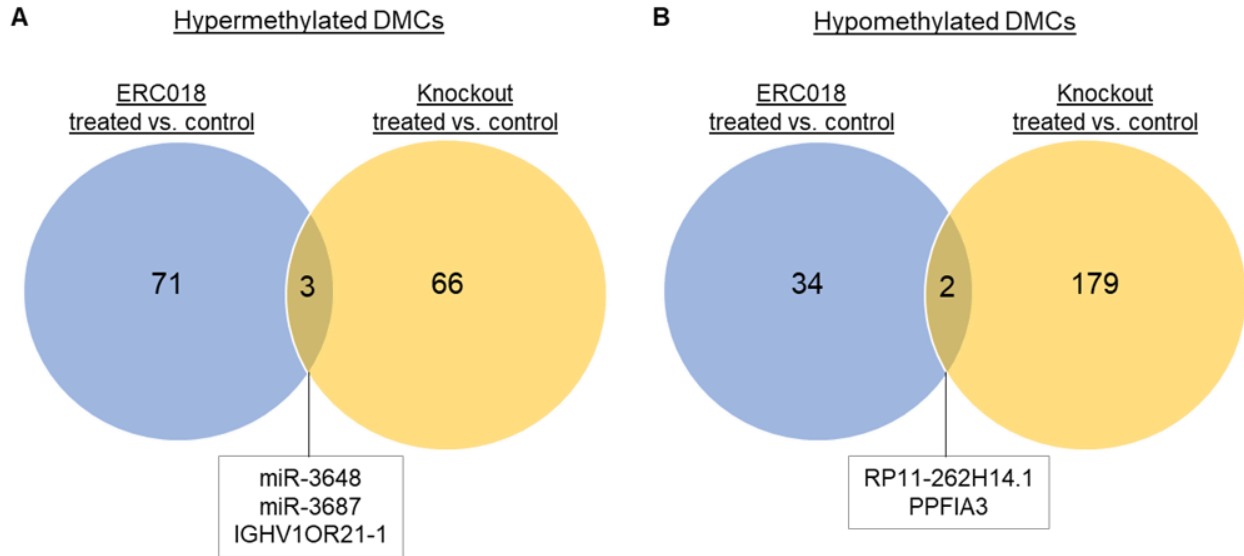 A
Hypermethylated DMCs
ERC018
treated vs. control
Knockout
treated vs. control
71
3
66
miR-3648
miR-3687
IGHV1OR21-1
B
Hypomethylated DMCs
ERC018
treated vs. control
Knockout
treated vs. control
34
2
179
RP11-262H14.1
PPFIA3